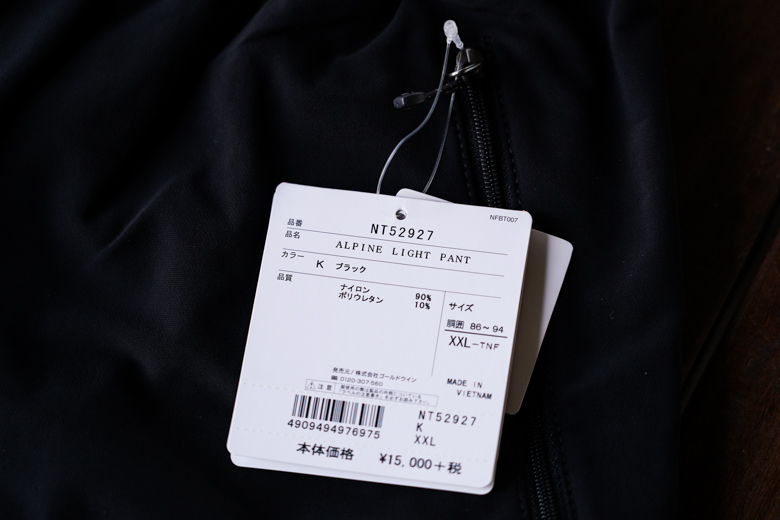 NFBT007
品番 NT52927
品名 ALPINE LIGHT PANT
カラー K ブラック
品質
ナイロン 90%
ポリウレタン 10%
サイズ
胴囲 86~94
XXL-TNF
発売元/株式会社ゴールドウイン
☎ 0120-307-560
注意
MADE IN
VIETNAM
4909494976975
NT52927
K
XXL
本体価格 ¥15,000+税